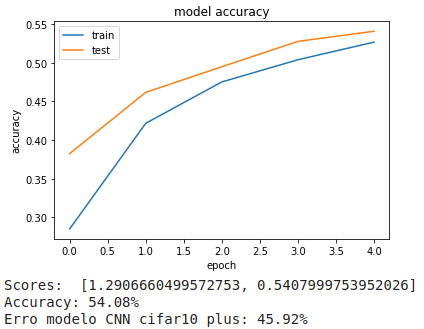 model accuracy
0.55
0.50
0.45
0.40
0.35
0.30
accuracy
train
test
0.0 0.5 1.0 1.5 2.0 2.5 3.0 3.5 4.0
epoch
Scores:  [1.2906660499572753, 0.5407999753952026]
Accuracy: 54.08%
Erro modelo CNN cifar10 plus: 45.92%